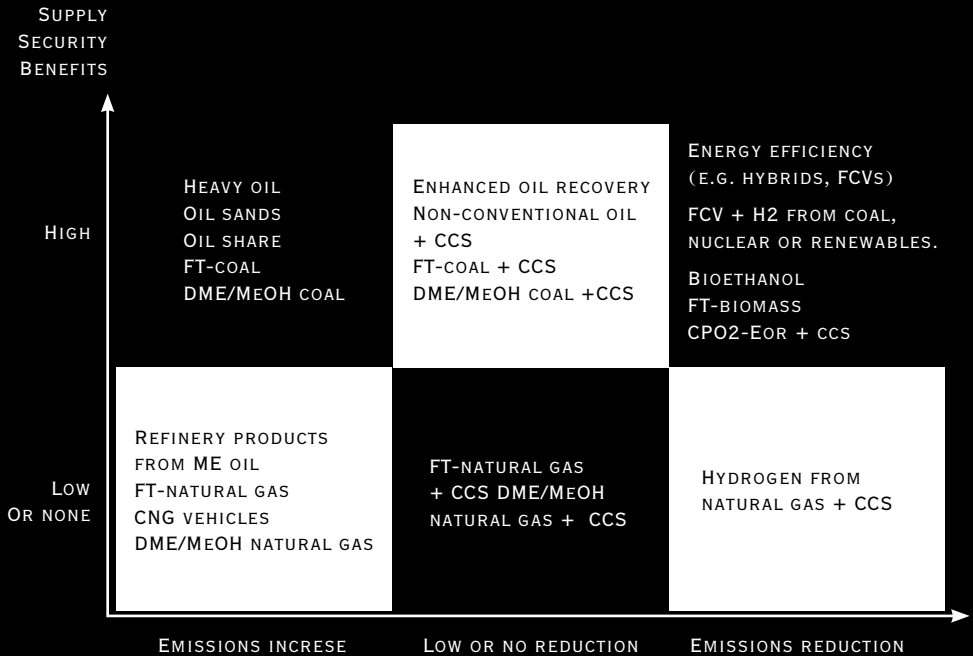 Supply
Security
Benefits
High
Heavy oil
Oil sands
Oil share
FT-coal
DME/MeOH coal
Enhanced oil recovery
Non-conventional oil
+ CCS
FT-coal + CCS
DME/MeOH coal +CCS
Energy efficiency
(e.g. hybrids, FCVs)
FCV + H2 from coal,
nuclear or renewables.
Bioethanol
FT-biomass
CPO2-Eor + ccs
Low
Or none
Refinery products
from ME oil
FT-natural gas
CNG vehicles
DME/MeOH natural gas
FT-natural gas
+ CCS DME/MeOH
natural gas + CCS
Hydrogen from
natural gas + CCS
Emissions increse
Low or no reduction
Emissions reduction